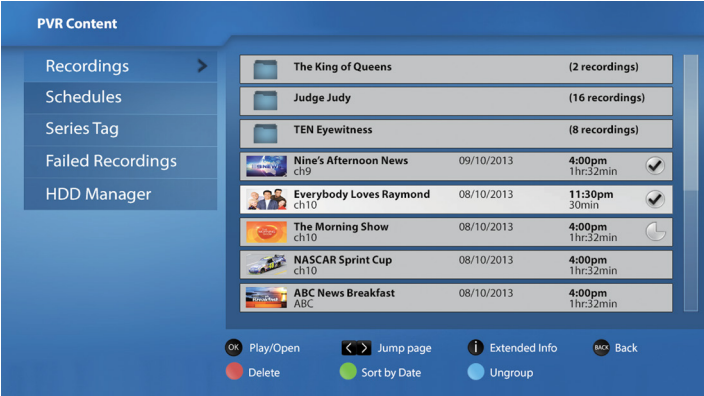 PVR Content
Recordings
Schedules
Series Tag
Failed Recordings
HDD Manager
The King of Queens (2 recordings)
Judge Judy (16 recordings)
TEN Eyewitness (8 recordings)
Nine's Afternoon News 09/10/2013 4:00pm
ch9 1hr:32min
Everybody Loves Raymond 08/10/2013 11:30pm
ch10 30min
The Morning Show 08/10/2013 4:00pm
ch10 1hr:32min
NASCAR Sprint Cup 08/10/2013 4:00pm
ch10 1hr:32min
ABC News Breakfast 08/10/2013 4:00pm
ABC 1hr:32min
OK Play/Open < > Jump page i Extended Info BACK Back
Delete Sort by Date Ungroup